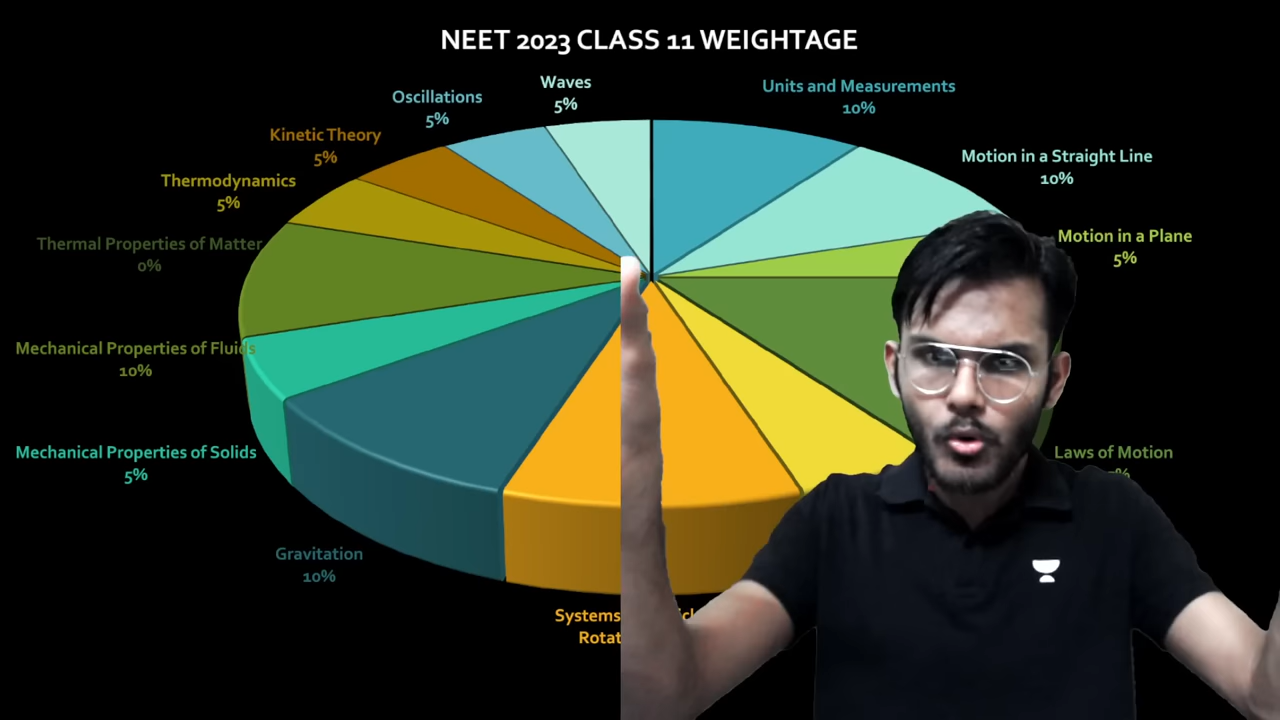 NEET 2023 CLASS 11 WEIGHTAGE
Waves
5%
Units and Measurements
10%
Oscillations
5%
Kinetic Theory
5%
Motion in a Straight Line
10%
Thermodynamics
5%
Motion in a Plane
5%
Thermal Properties of Matter
0%
Mechanical Properties of Fluids
10%
Mechanical Properties of Solids
5%
Laws of Motion
Gravitation
10%
Systems